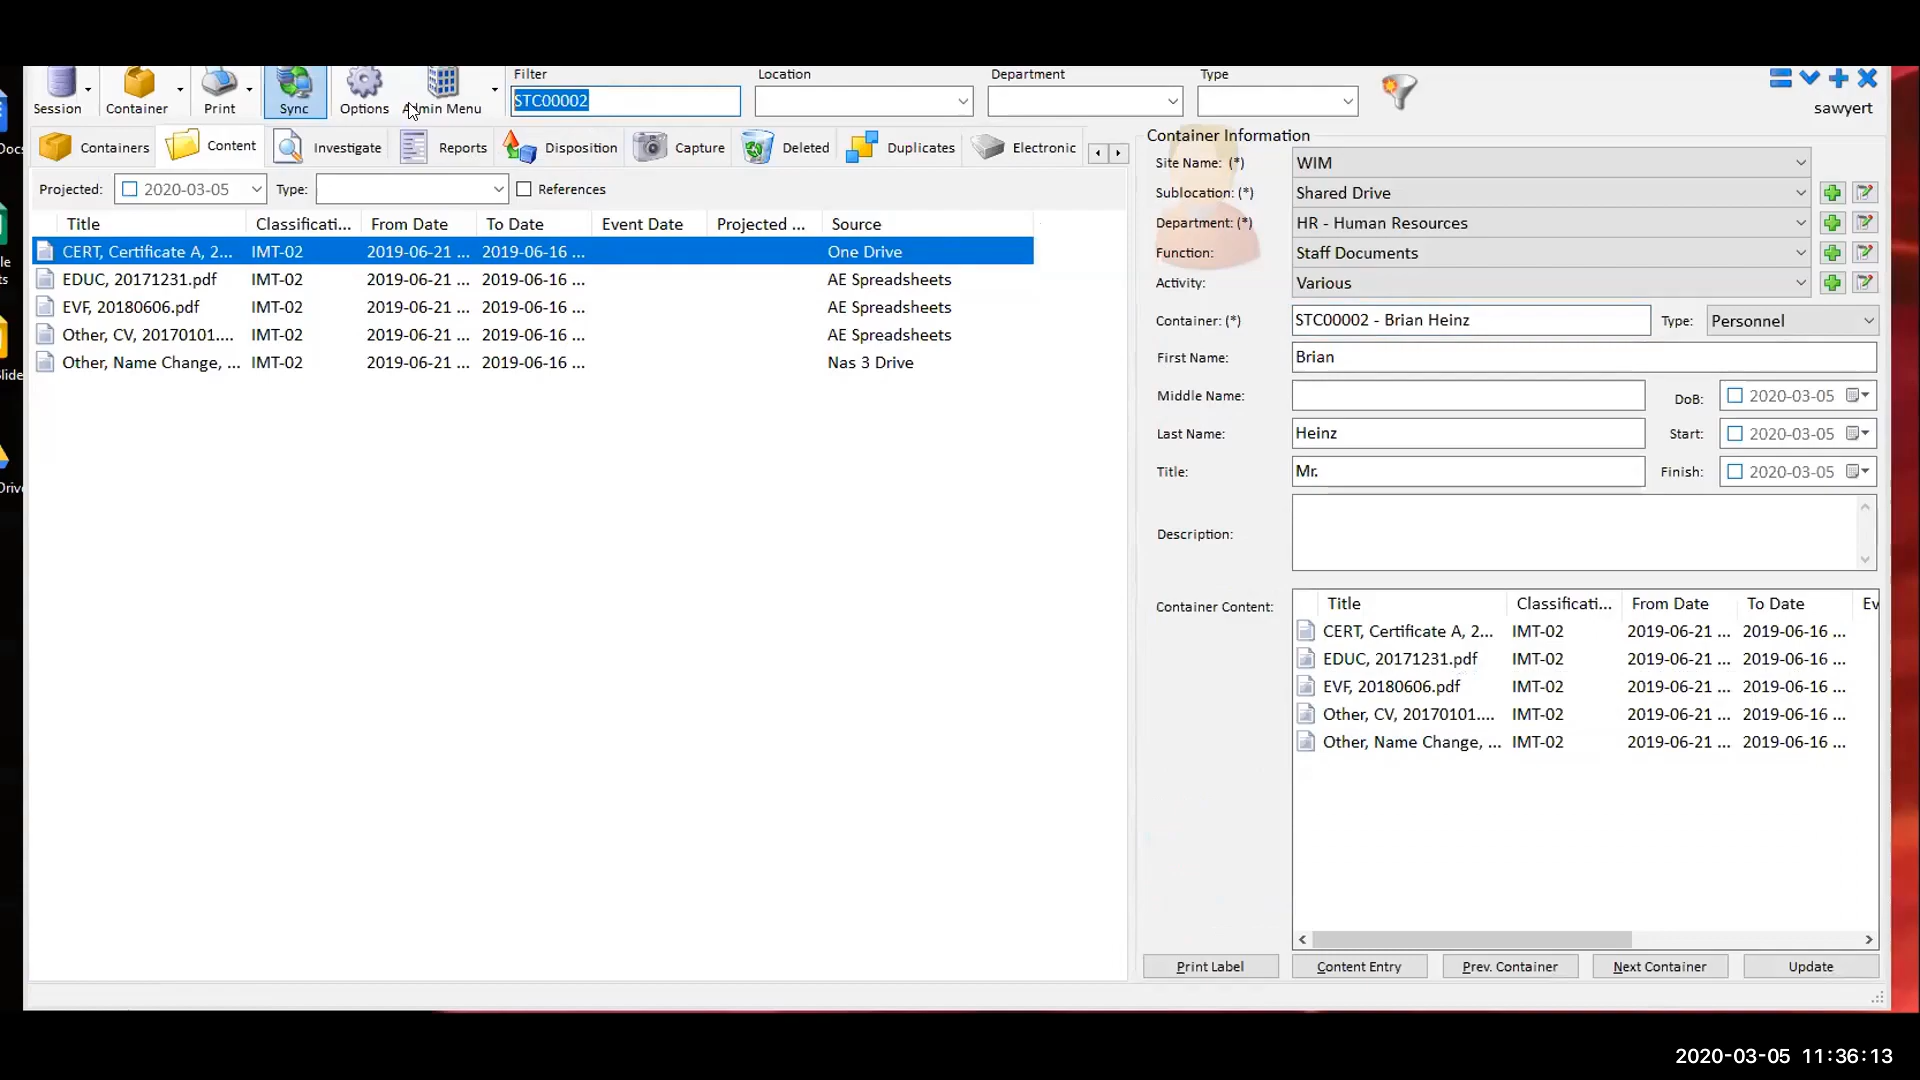 Session Container Print Sync Options Admin Menu
Filter Location Department Type
STC00002
sawyert
Containers Content Investigate Reports Disposition Capture Deleted Duplicates Electronic
Projected: 2020-03-05 Type: References
Title Classificati... From Date To Date Event Date Projected ... Source
CERT, Certificate A, 2... IMT-02 2019-06-21 ... 2019-06-16 ... One Drive
EDUC, 20171231.pdf IMT-02 2019-06-21 ... 2019-06-16 ... AE Spreadsheets
EVF, 20180606.pdf IMT-02 2019-06-21 ... 2019-06-16 ... AE Spreadsheets
Other, CV, 20170101.... IMT-02 2019-06-21 ... 2019-06-16 ... AE Spreadsheets
Other, Name Change, ... IMT-02 2019-06-21 ... 2019-06-16 ... Nas 3 Drive
Container Information
Site Name: (*) WIM
Sublocation: (*) Shared Drive
Department: (*) HR - Human Resources
Function: Staff Documents
Activity: Various
Container: (*) STC00002 - Brian Heinz Type: Personnel
First Name: Brian
Middle Name: DoB: 2020-03-05
Last Name: Heinz Start: 2020-03-05
Title: Mr. Finish: 2020-03-05
Description:
Container Content:
Title Classificati... From Date To Date Ev
CERT, Certificate A, 2... IMT-02 2019-06-21 ... 2019-06-16 ...
EDUC, 20171231.pdf IMT-02 2019-06-21 ... 2019-06-16 ...
EVF, 20180606.pdf IMT-02 2019-06-21 ... 2019-06-16 ...
Other, CV, 20170101.... IMT-02 2019-06-21 ... 2019-06-16 ...
Other, Name Change, ... IMT-02 2019-06-21 ... 2019-06-16 ...
Print Label Content Entry Prev. Container Next Container Update
2020-03-05 11:36:13